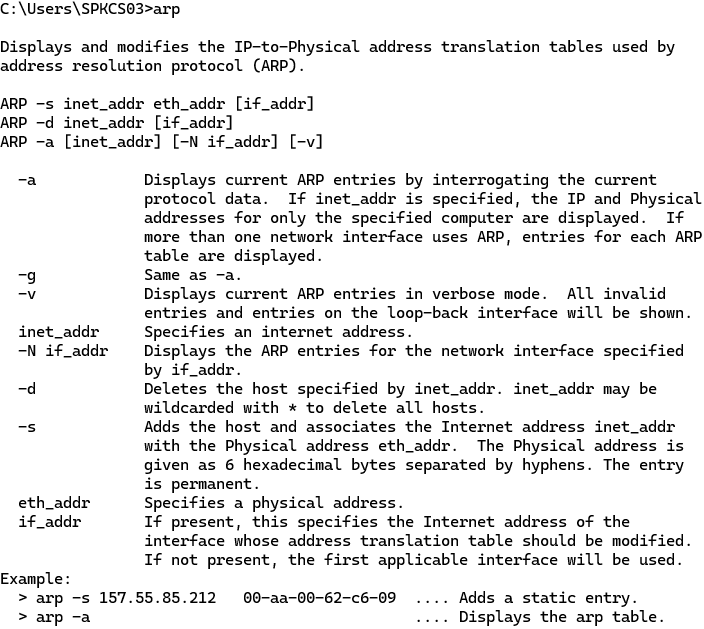 C:\Users\SPKCS03>arp

Displays and modifies the IP-to-Physical address translation tables used by
address resolution protocol (ARP).

ARP -s inet_addr eth_addr [if_addr]
ARP -d inet_addr [if_addr]
ARP -a [inet_addr] [-N if_addr] [-v]

  -a            Displays current ARP entries by interrogating the current
                protocol data.  If inet_addr is specified, the IP and Physical
                addresses for only the specified computer are displayed.  If
                more than one network interface uses ARP, entries for each ARP
                table are displayed.
  -g            Same as -a.
  -v            Displays current ARP entries in verbose mode.  All invalid
                entries and entries on the loop-back interface will be shown.
  inet_addr     Specifies an internet address.
  -N if_addr    Displays the ARP entries for the network interface specified
                by if_addr.
  -d            Deletes the host specified by inet_addr. inet_addr may be
                wildcarded with * to delete all hosts.
  -s            Adds the host and associates the Internet address inet_addr
                with the Physical address eth_addr.  The Physical address is
                given as 6 hexadecimal bytes separated by hyphens. The entry
                is permanent.
  eth_addr      Specifies a physical address.
  if_addr       If present, this specifies the Internet address of the
                interface whose address translation table should be modified.
                If not present, the first applicable interface will be used.
Example:
  > arp -s 157.55.85.212   00-aa-00-62-c6-09  .... Adds a static entry.
  > arp -a                                    .... Displays the arp table.